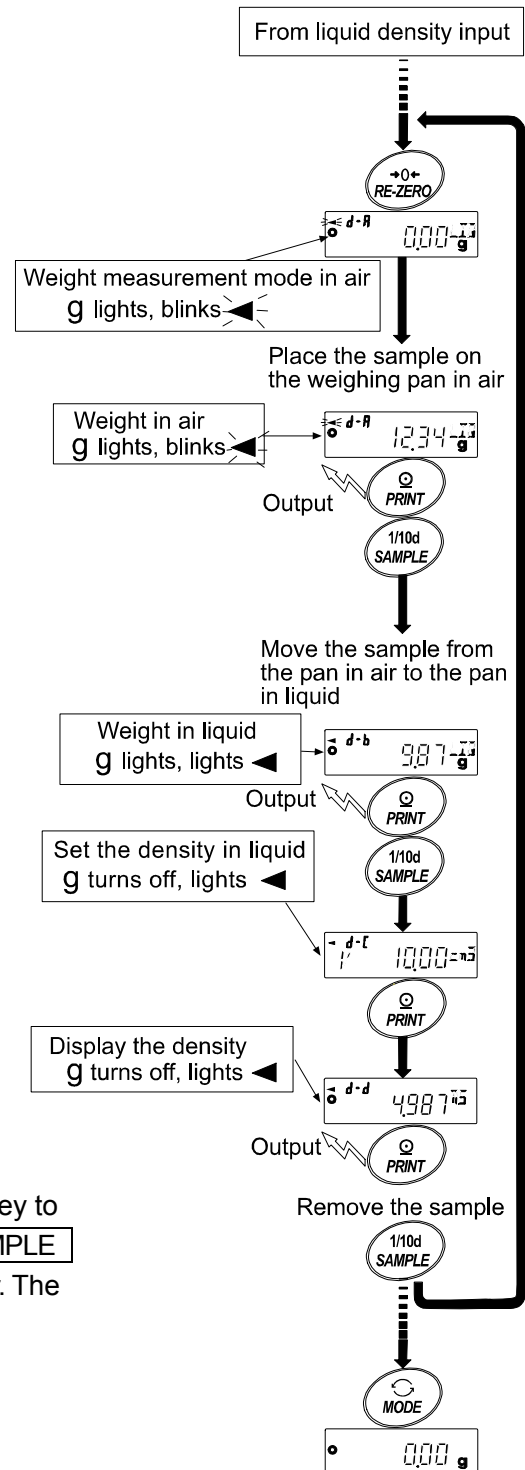 From liquid density input
→0←
RE-ZERO
d-A
0.00 g
Weight measurement mode in air
g lights, blinks ◄
Place the sample on
the weighing pan in air
Weight in air
g lights, blinks ◄
d-A
12.34 g
Output
PRINT
1/10d
SAMPLE
Move the sample from
the pan in air to the pan
in liquid
Weight in liquid
g lights, lights ◄
d-b
9.87 g
Output
PRINT
1/10d
SAMPLE
Set the density in liquid
g turns off, lights ◄
d-C
10.00
PRINT
Display the density
g turns off, lights ◄
d-d
4.987
Output
PRINT
ey to
MPLE
The
Remove the sample
1/10d
SAMPLE
MODE
0.00 g